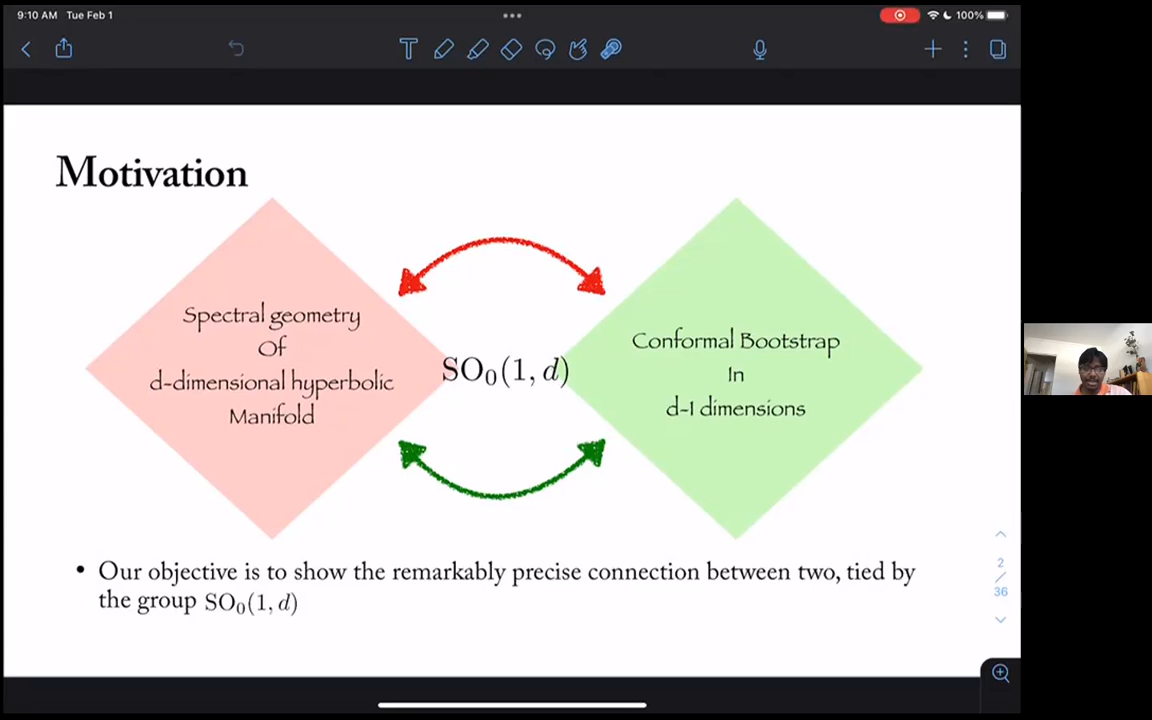 9:10 AM Tue Feb 1
100%
Motivation
Spectral geometry
Of
d-dimensional hyperbolic
Manifold
SO₀(1, d)
Conformal Bootstrap
In
d-1 dimensions
• Our objective is to show the remarkably precise connection between two, tied by
the group SO₀(1, d)
2
/
36